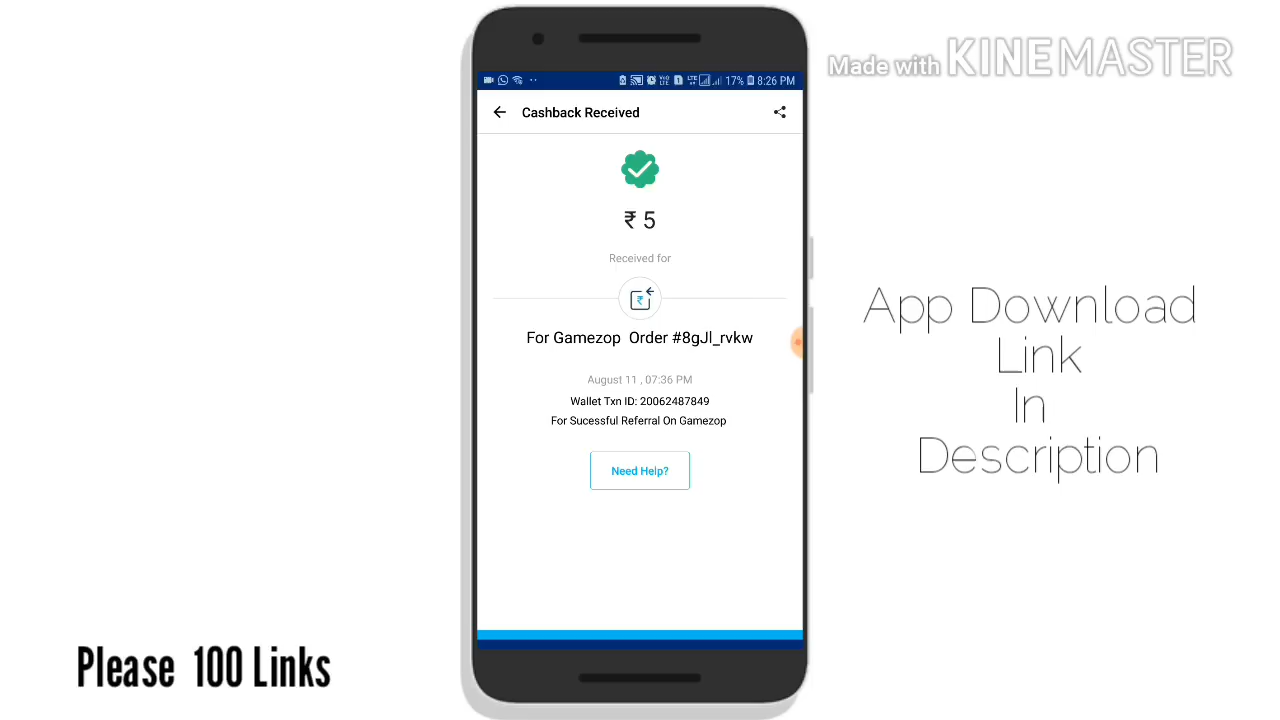 Made with KINEMASTER
17% 8:26 PM
Cashback Received
₹ 5
Received for
₹
For Gamezop Order #8gJl_rvkw
August 11 , 07:36 PM
Wallet Txn ID: 20062487849
For Sucessful Referral On Gamezop
Need Help?
App Download
Link
In
Description
Please 100 Links